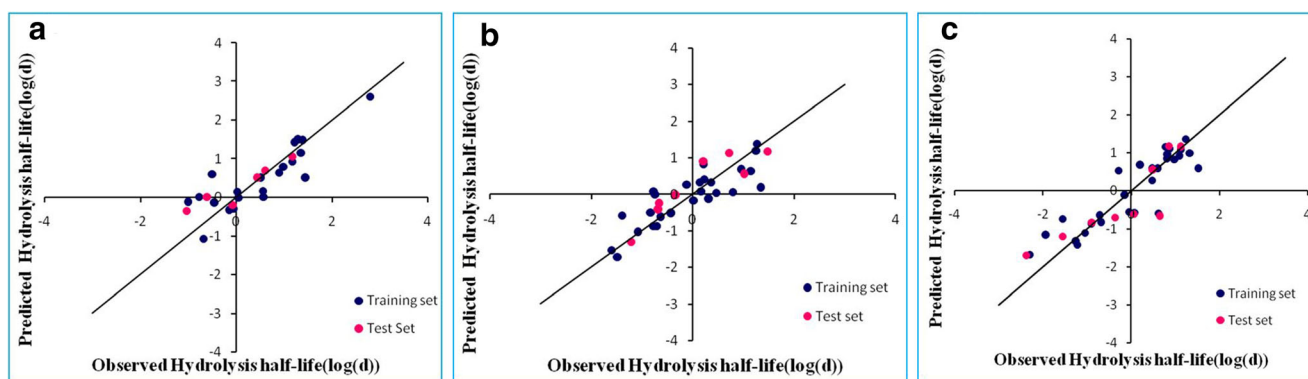 a
Predicted Hydrolysis half-life(log(d))
4
3
2
1
0
-4 -2 0 2 4
-1
-2
-3
-4
Training set
Test Set
Observed Hydrolysis half-life(log(d))
b
Predicted Hydrolysis half-life(log(d))
4
3
2
1
0
-4 -2 0 2 4
-1
-2
-3
-4
Training set
Test set
Observed Hydrolysis half-life(log(d))
c
Predicted Hydrolysis half-life(log(d))
4
3
2
1
0
-4 -2 0 2 4
-1
-2
-3
-4
Training set
Test set
Observed Hydrolysis half-life(log(d))